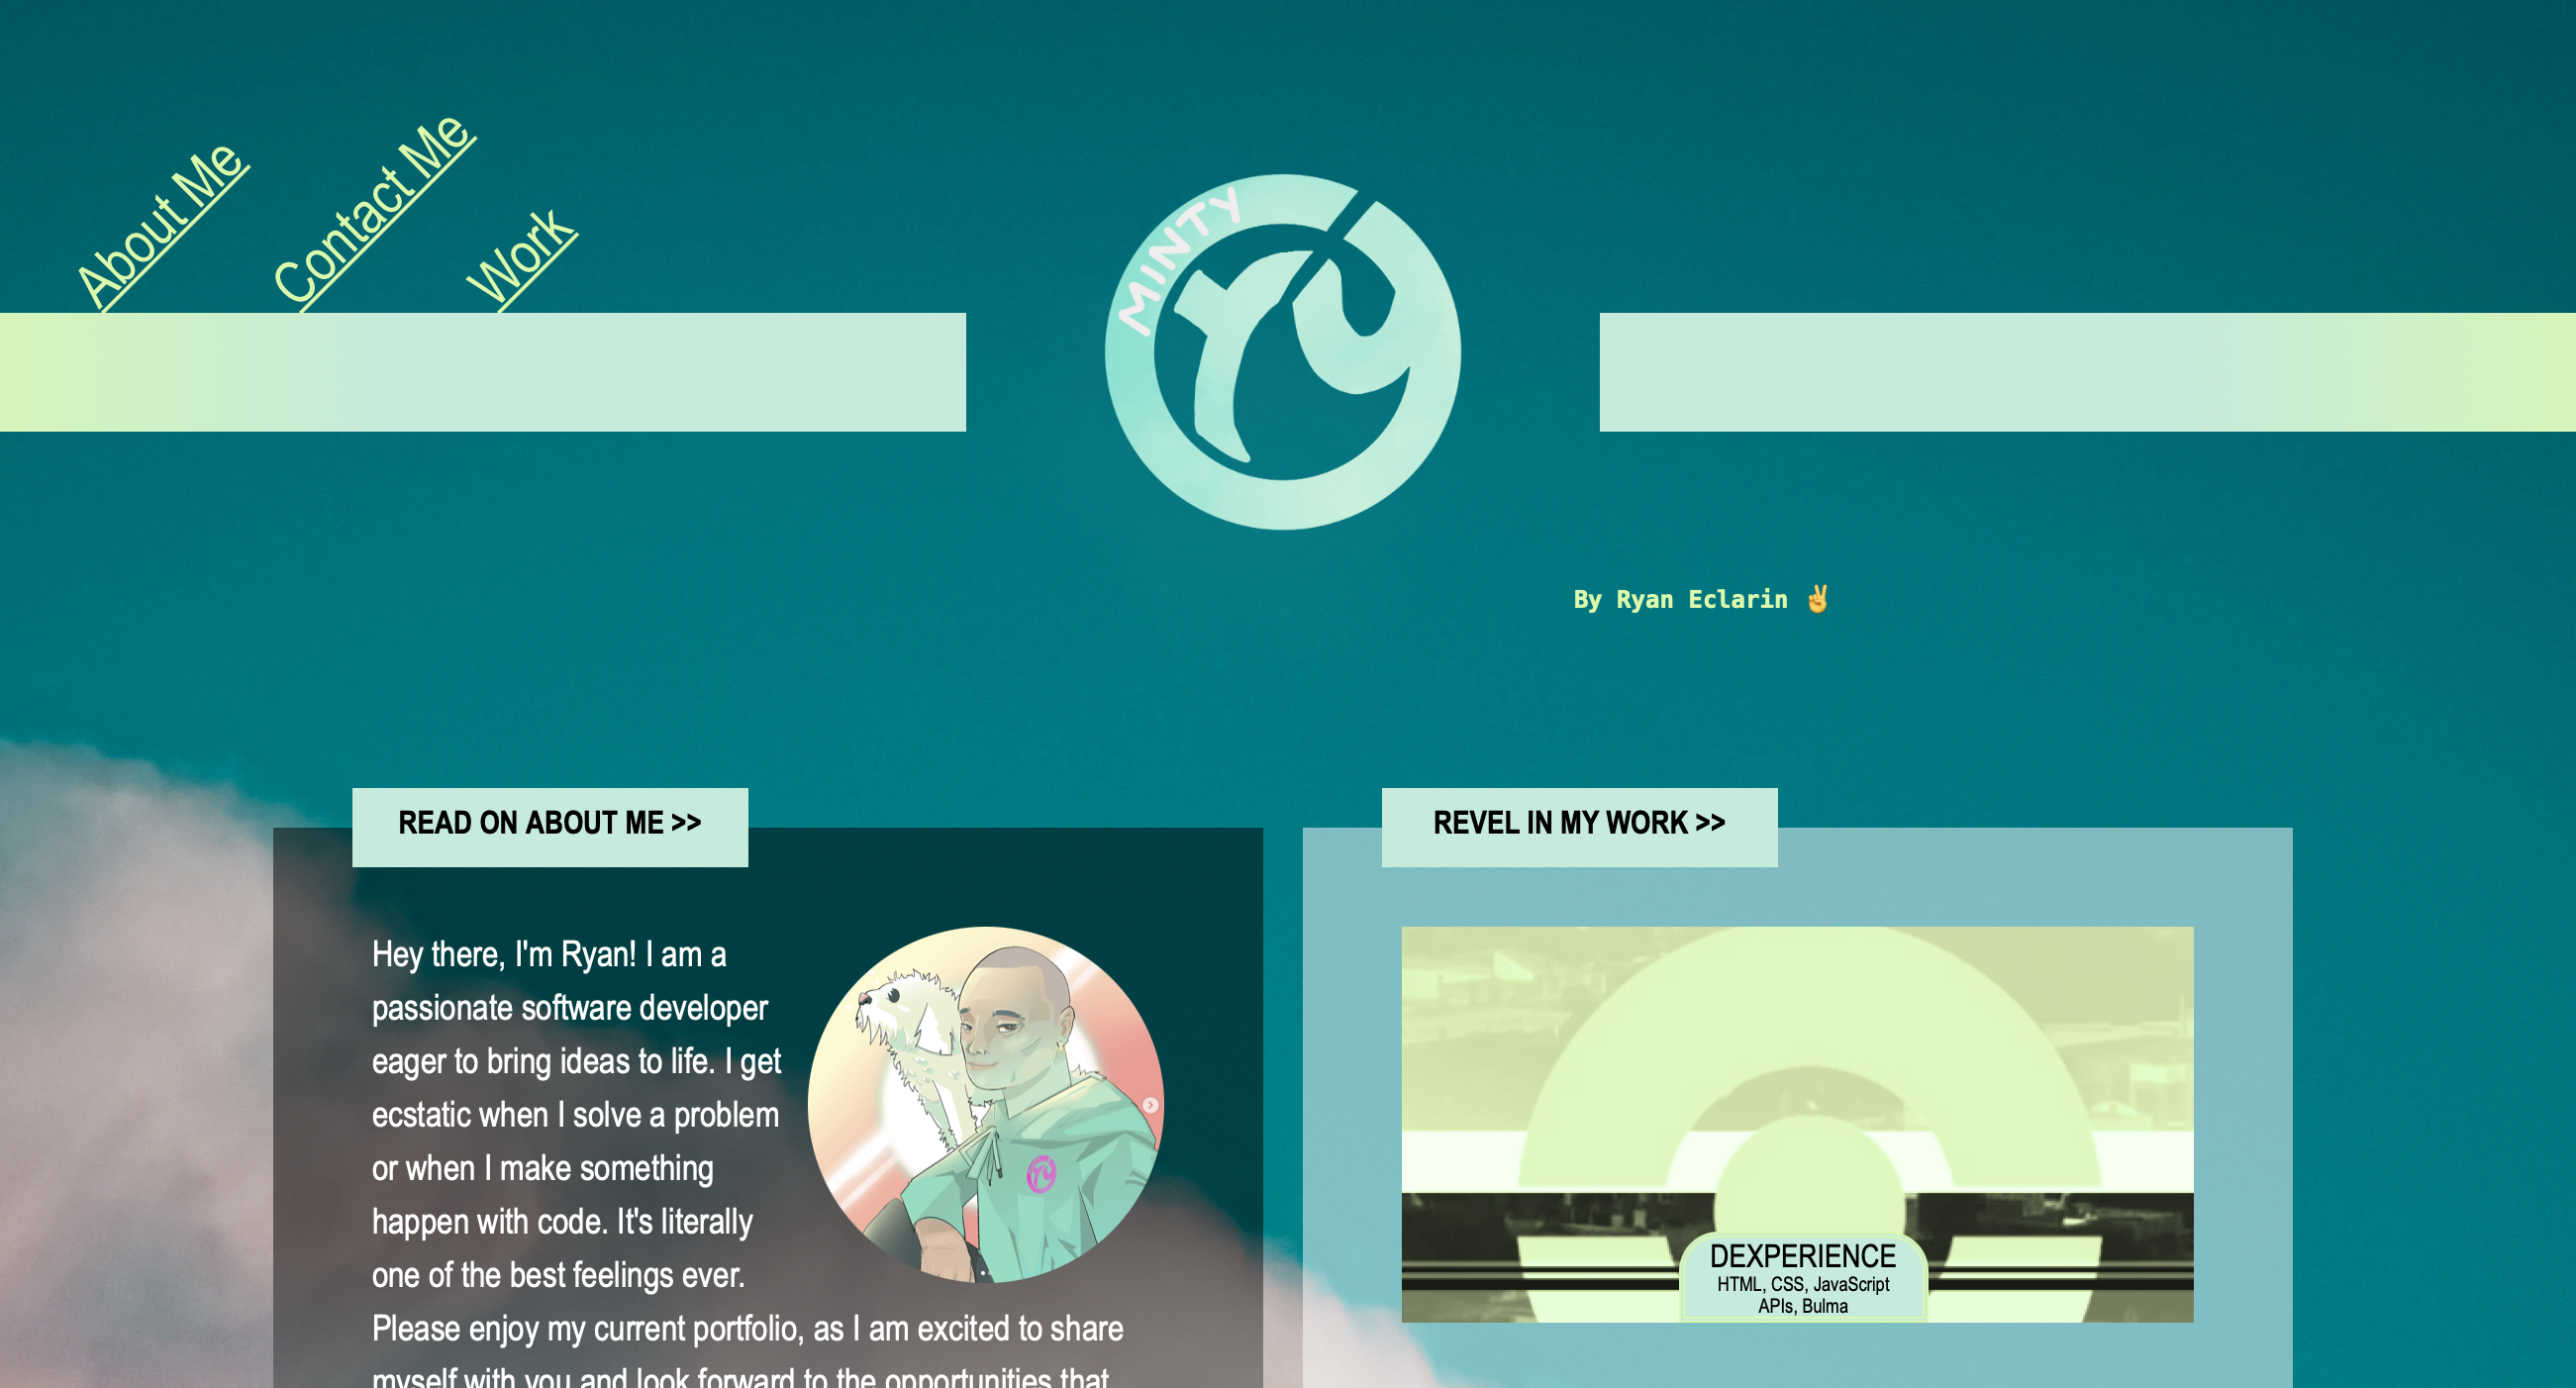 About Me
Contact Me
Work
MINTY
ry
By Ryan Eclarin ✌️
READ ON ABOUT ME >>
Hey there, I'm Ryan! I am a
passionate software developer
eager to bring ideas to life. I get
ecstatic when I solve a problem
or when I make something
happen with code. It's literally
one of the best feelings ever.
Please enjoy my current portfolio, as I am excited to share
myself with you and look forward to the opportunities that
REVEL IN MY WORK >>
DEXPERIENCE
HTML, CSS, JavaScript
APIs, Bulma